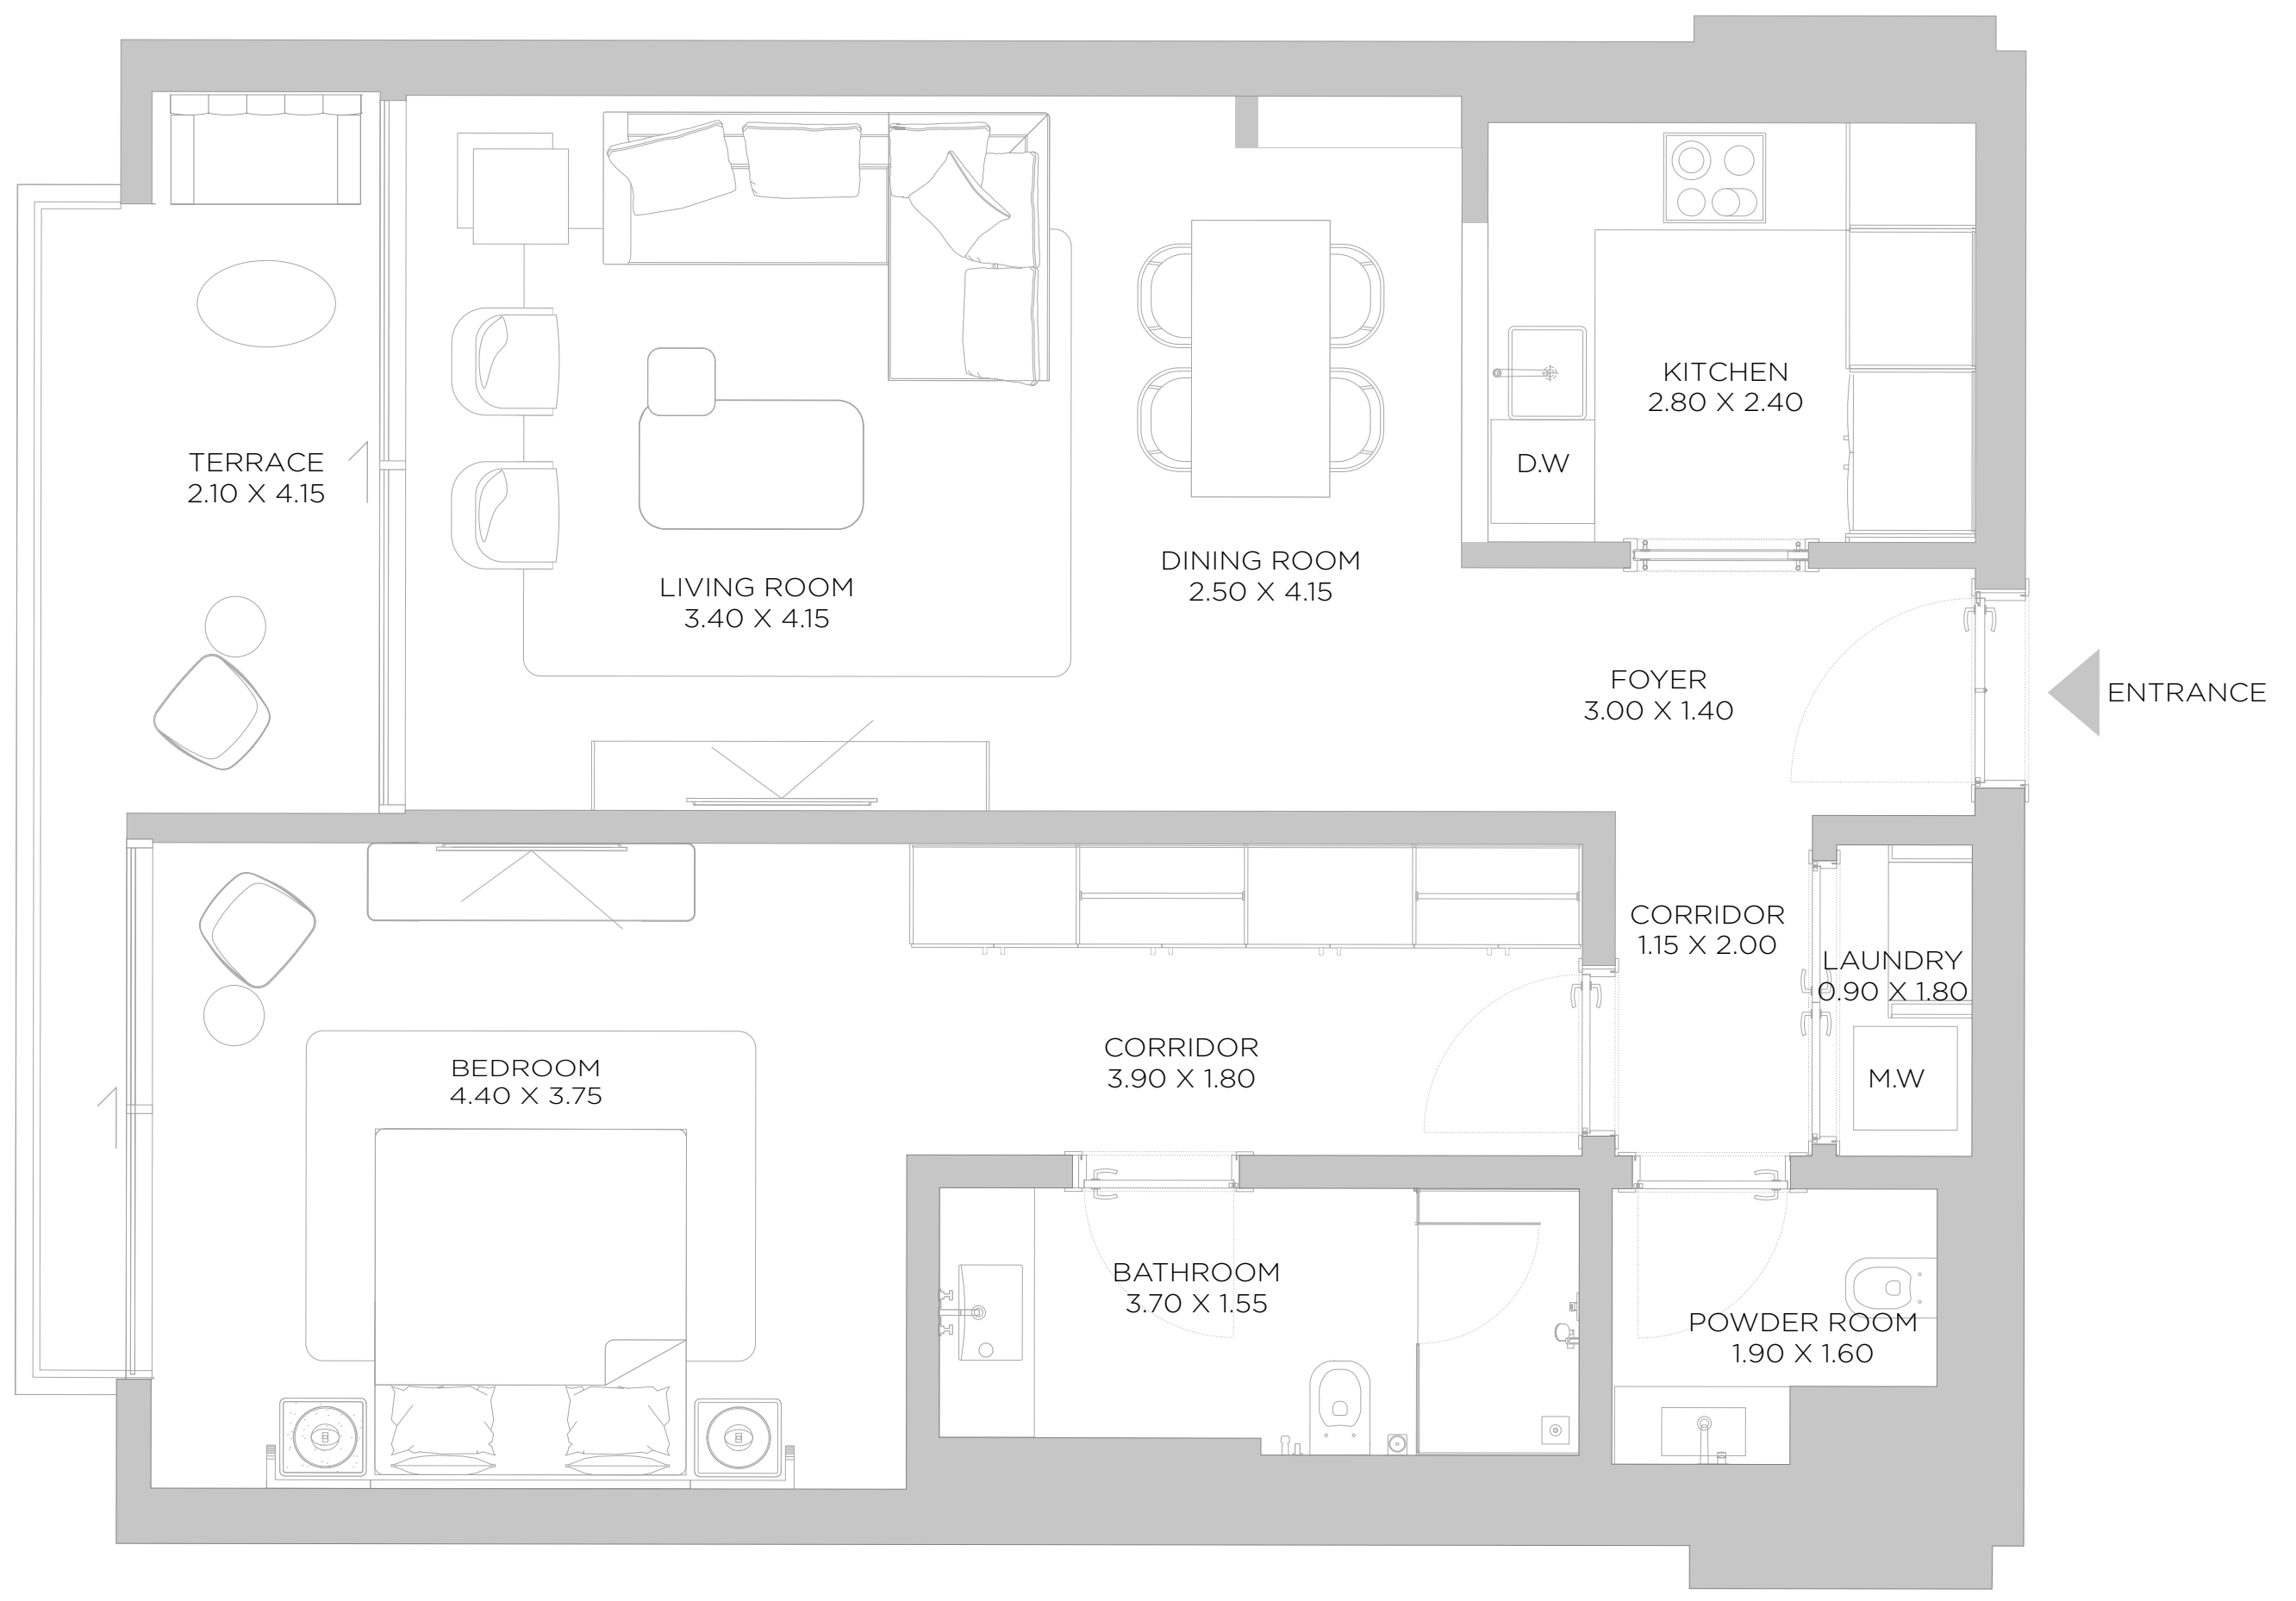 KITCHEN
2.80 X 2.40
TERRACE
2.10 X 4.15
D.W
DINING ROOM
2.50 X 4.15
LIVING ROOM
3.40 X 4.15
FOYER
3.00 X 1.40
ENTRANCE
CORRIDOR
1.15 X 2.00
LAUNDRY
0.90 X 1.80
CORRIDOR
3.90 X 1.80
BEDROOM
4.40 X 3.75
M.W
BATHROOM
3.70 X 1.55
POWDER ROOM
1.90 X 1.60